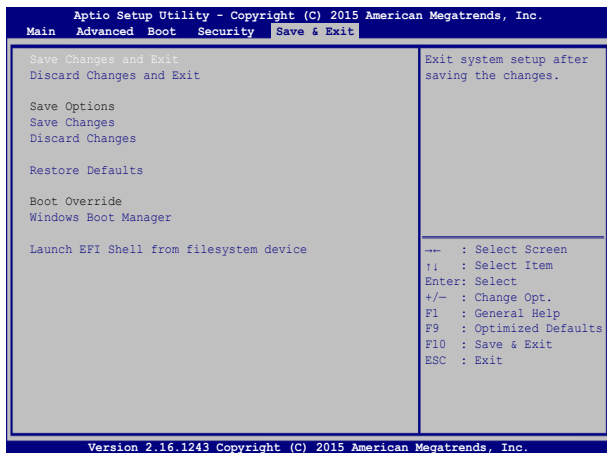 Aptio Setup Utility - Copyright (C) 2015 American Megatrends, Inc.
Main Advanced Boot Security Save & Exit
Save Changes and Exit
Discard Changes and Exit
Save Options
Save Changes
Discard Changes
Restore Defaults
Boot Override
Windows Boot Manager
Launch EFI Shell from filesystem device
Exit system setup after
saving the changes.
→← : Select Screen
↑↓ : Select Item
Enter: Select
+/— : Change Opt.
F1 : General Help
F9 : Optimized Defaults
F10 : Save & Exit
ESC : Exit
Version 2.16.1243 Copyright (C) 2015 American Megatrends, Inc.